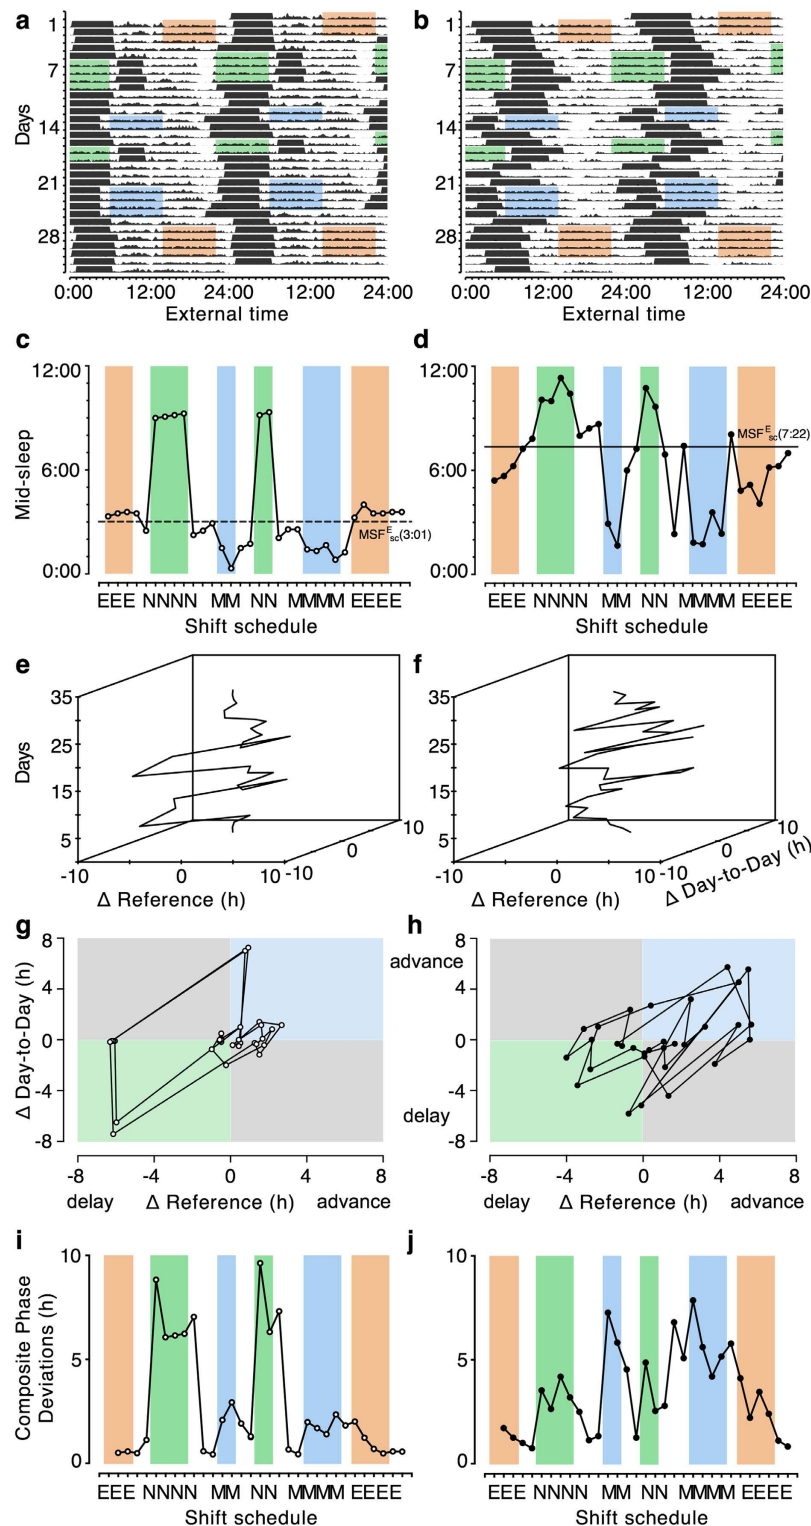 a
b
Days
1
7
14
21
28
1
7
14
21
28
0:00 12:00 24:00 12:00 24:00
External time
0:00 12:00 24:00 12:00 24:00
External time
c
d
Mid-sleep
12:00
6:00
0:00
MSF E sc (3:01)
EEE NNNN MM NN MMMM EEEE
Shift schedule
12:00
6:00
0:00
MSF E sc (7:22)
EEE NNNN MM NN MMMM EEEE
Shift schedule
e
f
Days
35
25
15
5
-10 0 10
-10 0 10
Δ Reference (h)
35
25
15
5
-10 0 10
-10 0 10
Δ Reference (h)
Δ Day-to-Day (h)
g
h
Δ Day-to-Day (h)
8
4
0
-4
-8
-8 -4 0 4 8
delay Δ Reference (h) advance
8
4
0
-4
-8
advance
delay
-8 -4 0 4 8
delay Δ Reference (h) advance
i
j
Composite Phase
Deviations (h)
10
5
0
EEE NNNN MM NN MMMM EEEE
Shift schedule
10
5
0
EEE NNNN MM NN MMMM EEEE
Shift schedule